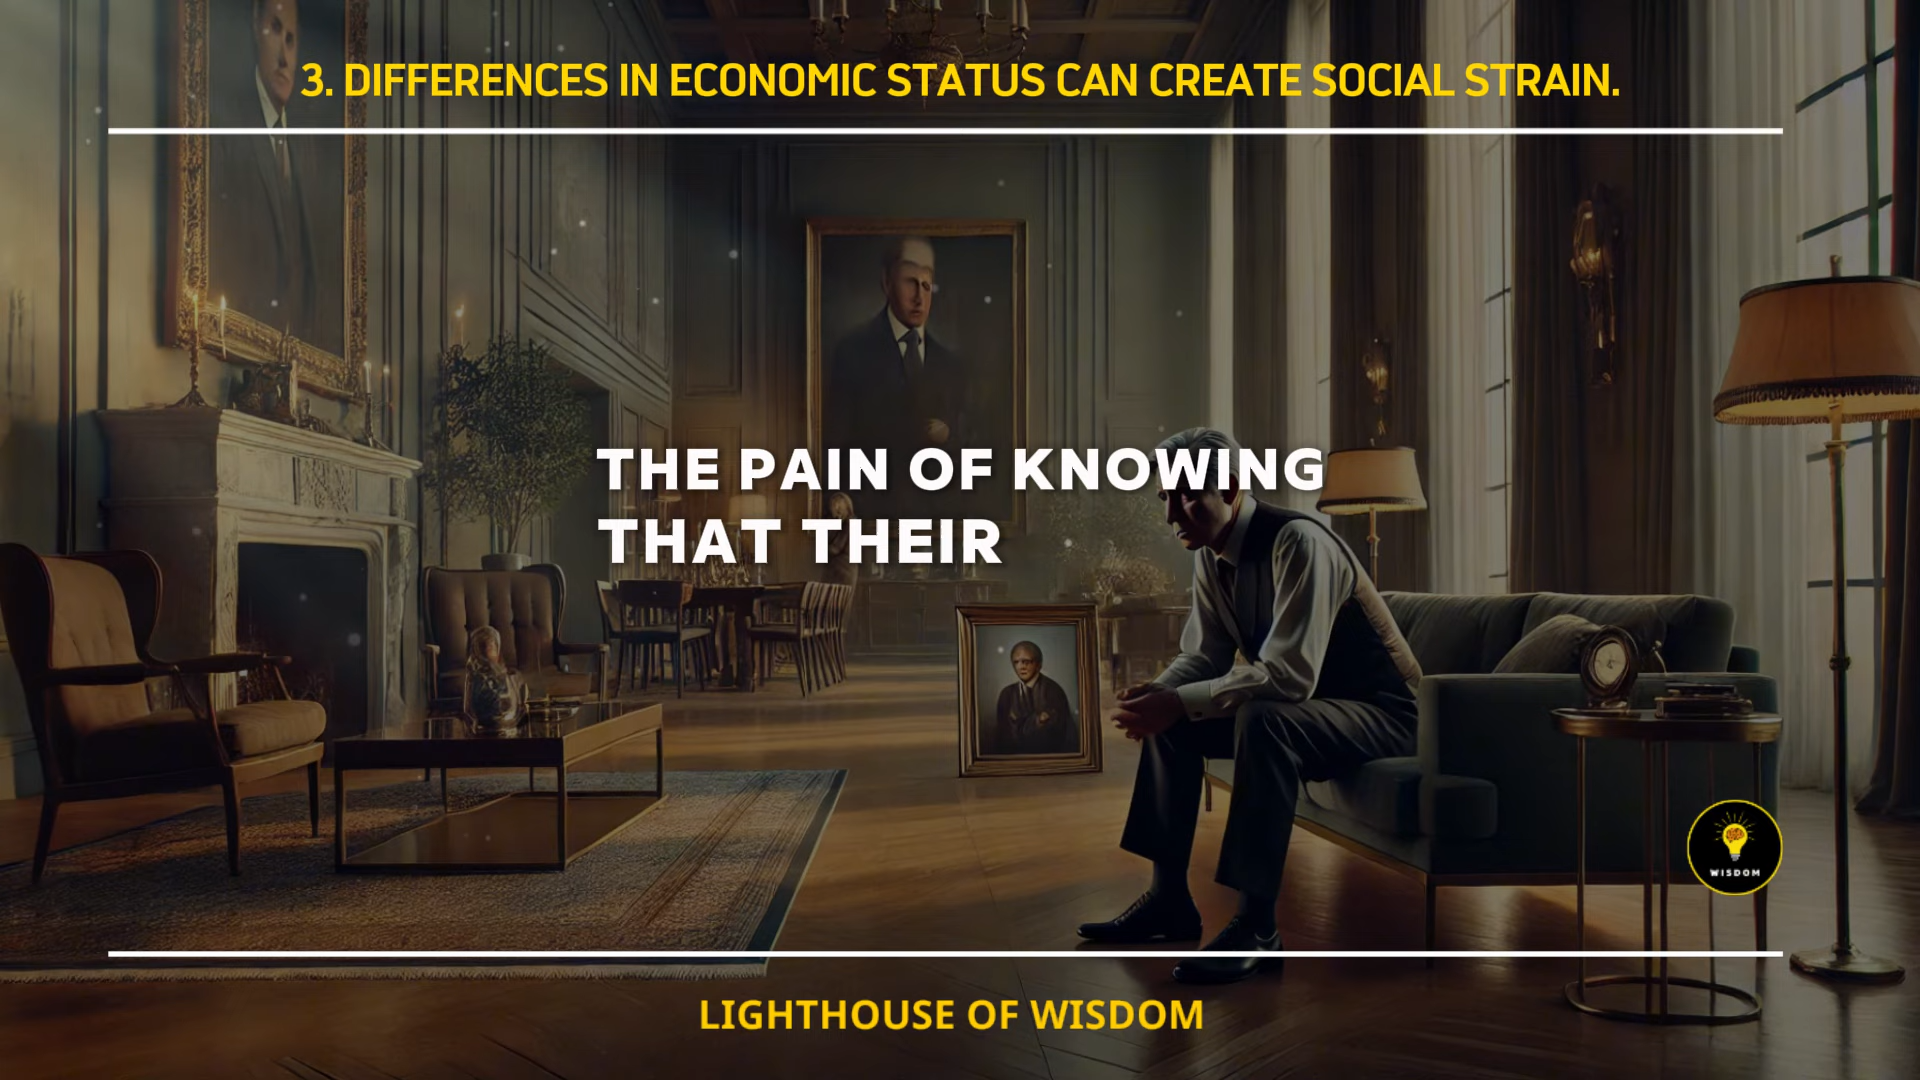 3. DIFFERENCES IN ECONOMIC STATUS CAN CREATE SOCIAL STRAIN.
THE PAIN OF KNOWING
THAT THEIR
WISDOM
LIGHTHOUSE OF WISDOM